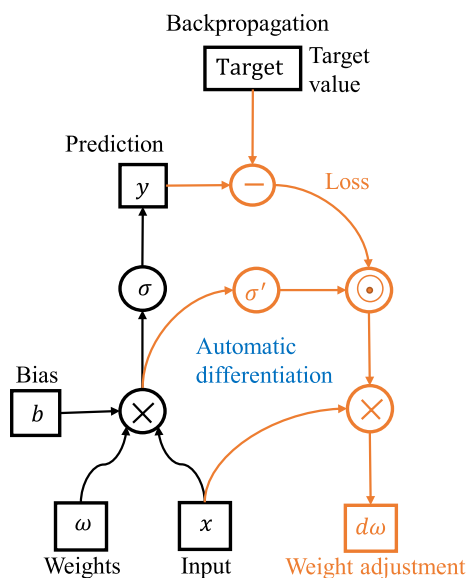 Backpropagation
Target
Target
value
Prediction
y
−
Loss
σ
σ′
⊙
Automatic
differentiation
Bias
b
×
×
ω
x
dω
Weights
Input
Weight adjustment